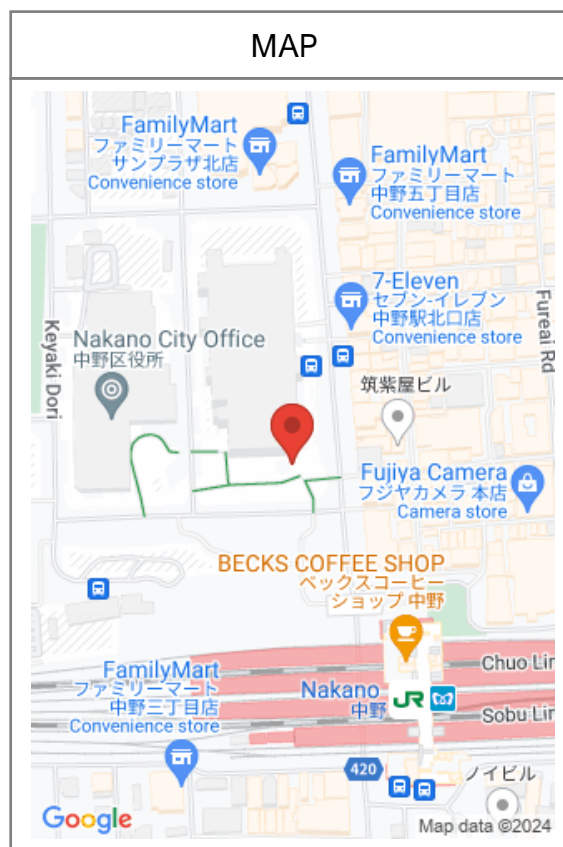 MAP
FamilyMart
ファミリーマート
サンプラザ北店
Convenience store
FamilyMart
ファミリーマート
中野五丁目店
Convenience store
7-Eleven
セブン-イレブン
中野駅北口店
Convenience store
Fureai Rd
Keyaki Dori
Nakano City Office
中野区役所
筑紫屋ビル
Fujiya Camera
フジヤカメラ 本店
Camera store
BECKS COFFEE SHOP
ベックスコーヒー
ショップ 中野
Chuo Lin
FamilyMart
ファミリーマート
中野三丁目店
Convenience store
Nakano
中野
JR
Sobu Lin
420
ノイビル
Google
Map data ©2024